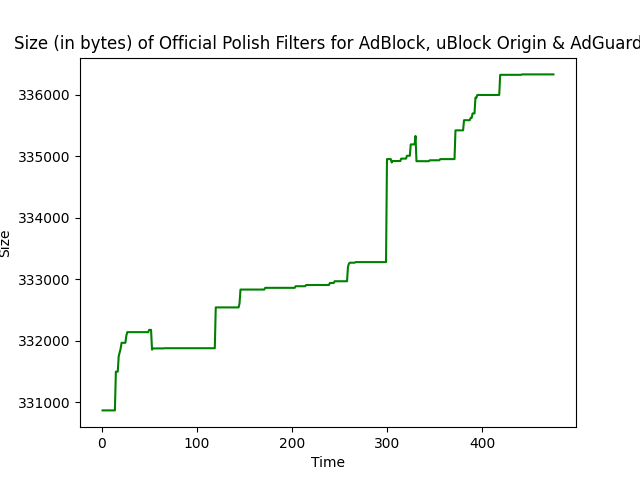 Size (in bytes) of Official Polish Filters for AdBlock, uBlock Origin & AdGuard
336000
335000
334000
333000
332000
331000
Size
0 100 200 300 400
Time